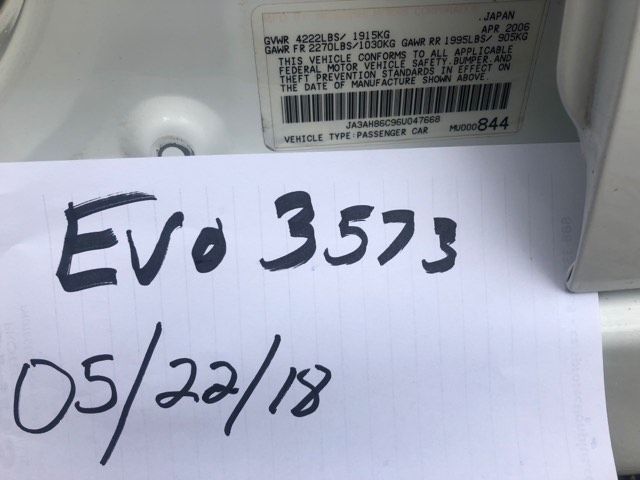 JAPAN
GVWR 4222LBS/ 1915KG APR 2006
GAWR FR 2270LBS/1030KG GAWR RR 1995LBS/ 905KG
THIS VEHICLE CONFORMS TO ALL APPLICABLE
FEDERAL MOTOR VEHICLE SAFETY, BUMPER, AND
THEFT PREVENTION STANDARDS IN EFFECT ON
THE DATE OF MANUFACTURE SHOWN ABOVE.
JA3AH86C96U047668
VEHICLE TYPE: PASSENGER CAR MU000844
EVO 3573
05/22/18